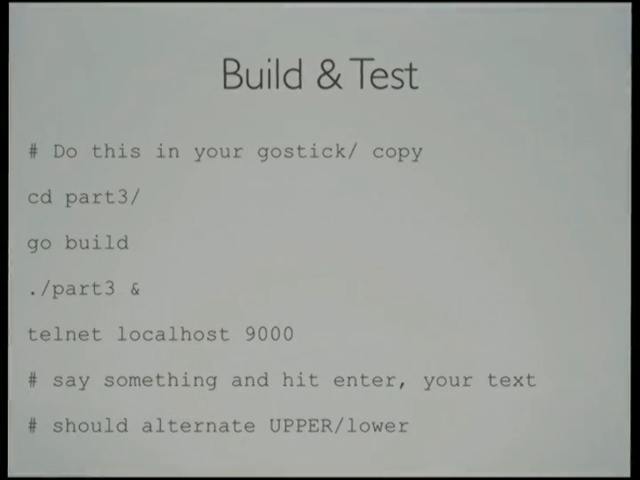 Build & Test
# Do this in your gostick/ copy
cd part3/
go build
./part3 &
telnet localhost 9000
# say something and hit enter, your text
# should alternate UPPER/lower